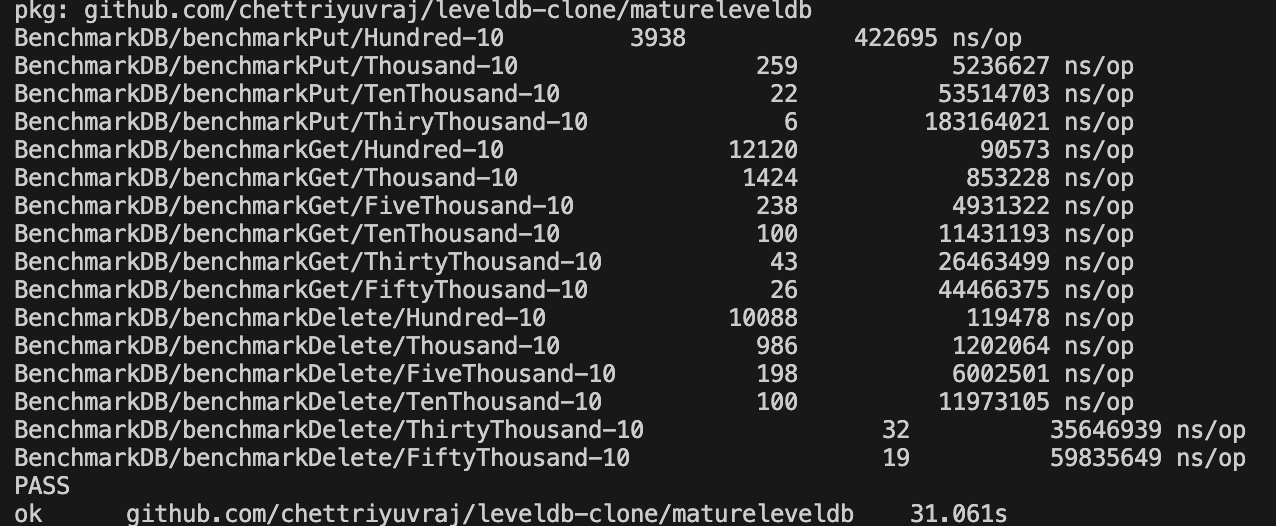 pkg: github.com/chettriyuvraj/leveldb-clone/matureleveldb
BenchmarkDB/benchmarkPut/Hundred-10 3938 422695 ns/op
BenchmarkDB/benchmarkPut/Thousand-10 259 5236627 ns/op
BenchmarkDB/benchmarkPut/TenThousand-10 22 53514703 ns/op
BenchmarkDB/benchmarkPut/ThiryThousand-10 6 183164021 ns/op
BenchmarkDB/benchmarkGet/Hundred-10 12120 90573 ns/op
BenchmarkDB/benchmarkGet/Thousand-10 1424 853228 ns/op
BenchmarkDB/benchmarkGet/FiveThousand-10 238 4931322 ns/op
BenchmarkDB/benchmarkGet/TenThousand-10 100 11431193 ns/op
BenchmarkDB/benchmarkGet/ThirtyThousand-10 43 26463499 ns/op
BenchmarkDB/benchmarkGet/FiftyThousand-10 26 44466375 ns/op
BenchmarkDB/benchmarkDelete/Hundred-10 10088 119478 ns/op
BenchmarkDB/benchmarkDelete/Thousand-10 986 1202064 ns/op
BenchmarkDB/benchmarkDelete/FiveThousand-10 198 6002501 ns/op
BenchmarkDB/benchmarkDelete/TenThousand-10 100 11973105 ns/op
BenchmarkDB/benchmarkDelete/ThirtyThousand-10 32 35646939 ns/op
BenchmarkDB/benchmarkDelete/FiftyThousand-10 19 59835649 ns/op
PASS
ok github.com/chettriyuvraj/leveldb-clone/matureleveldb 31.061s